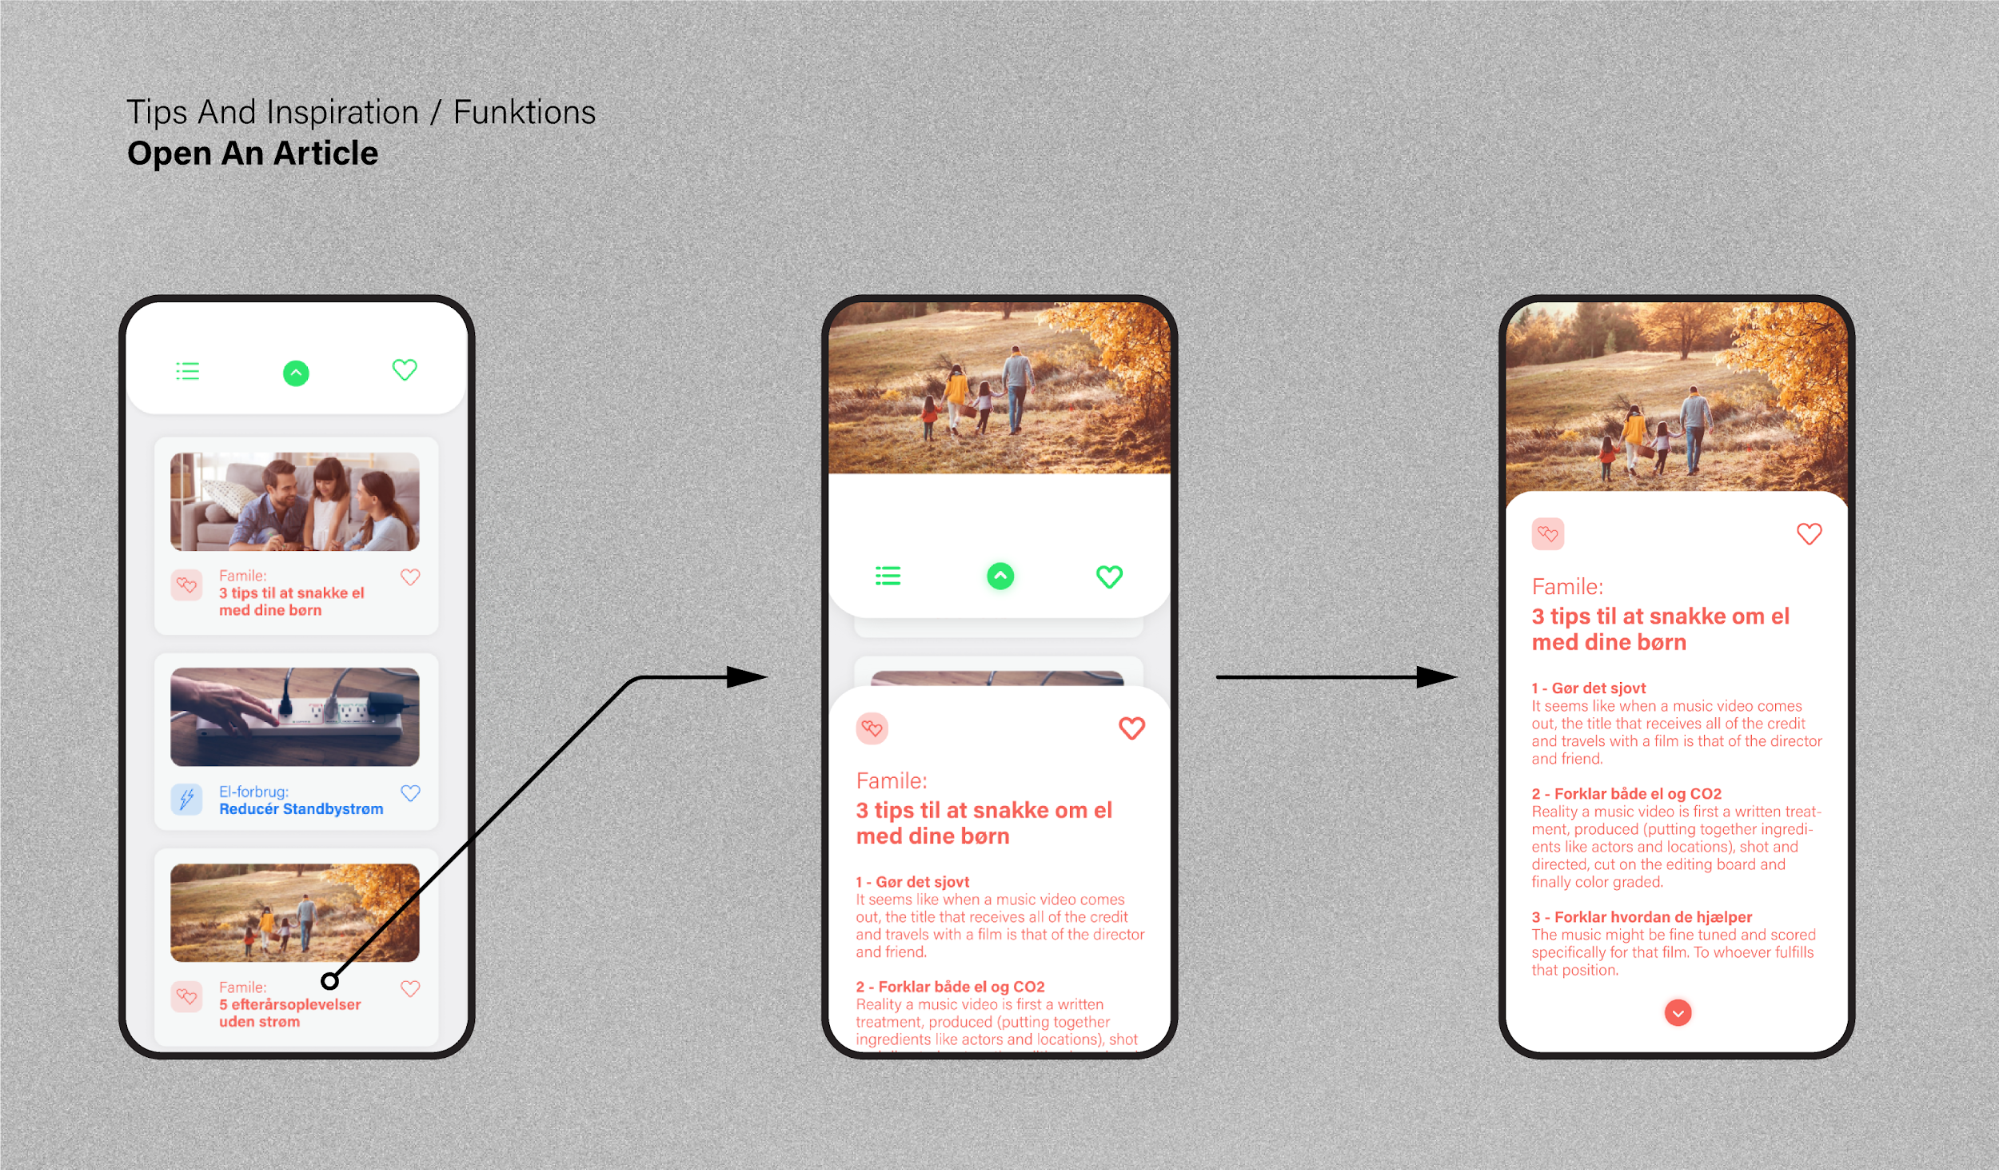 Tips And Inspiration / Funktions
Open An Article
Famile:
3 tips til at snakke el
med dine børn
El-forbrug:
Reducér Standbystrøm
Famile:
5 efterårsoplevelser
uden strøm
Famile:
3 tips til at snakke om el
med dine børn
1 - Gør det sjovt
It seems like when a music video comes
out, the title that receives all of the credit
and travels with a film is that of the director
and friend.
2 - Forklar både el og CO2
Reality a music video is first a written
treatment, produced (putting together
ingredients like actors and locations), shot
Famile:
3 tips til at snakke om el
med dine børn
1 - Gør det sjovt
It seems like when a music video comes
out, the title that receives all of the credit
and travels with a film is that of the director
and friend.
2 - Forklar både el og CO2
Reality a music video is first a written treat-
ment, produced (putting together ingredi-
ents like actors and locations), shot and
directed, cut on the editing board and
finally color graded.
3 - Forklar hvordan de hjælper
The music might be fine tuned and scored
specifically for that film. To whoever fulfills
that position.